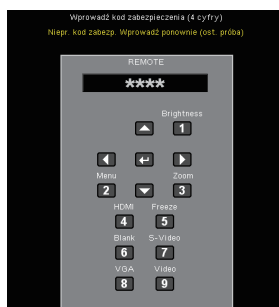 Wprowadź kod zabezpieczenia (4 cyfry)
Niepr. kod zabezp. Wprowadź ponownie (ost. próba)
REMOTE
****
Brightness
1
Menu Zoom
2 3
HDMI Freeze
4 5
Blank S-Video
6 7
VGA Video
8 9